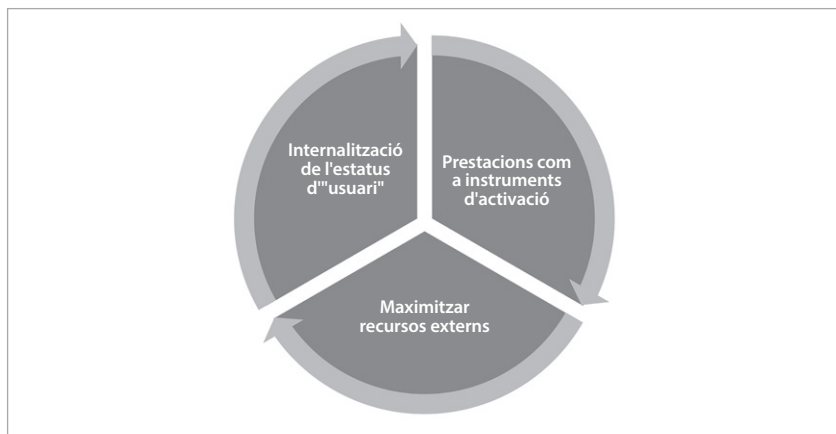 Internalització
de l'estatus
d'"usuari"
Prestacions com
a instruments
d'activació
Maximitzar
recursos externs